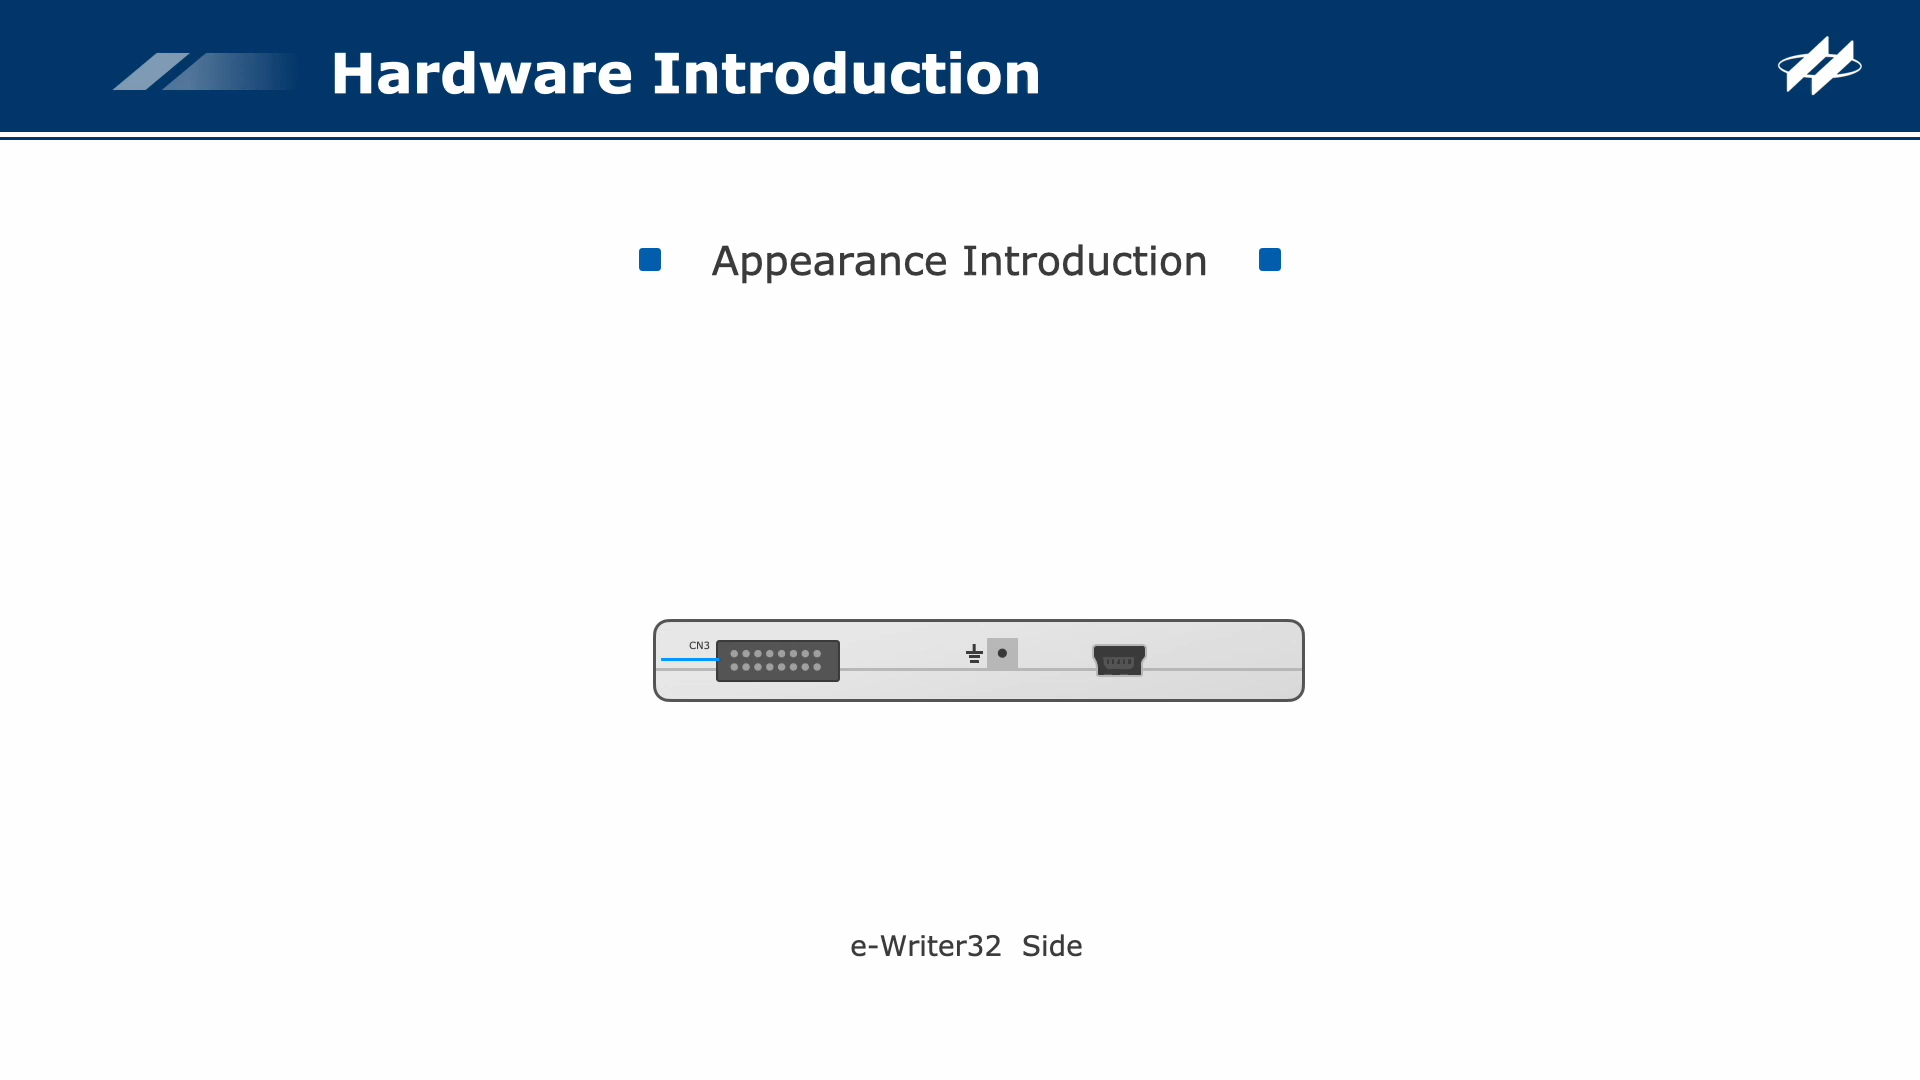 Hardware Introduction
Appearance Introduction
CN3
e-Writer32 Side